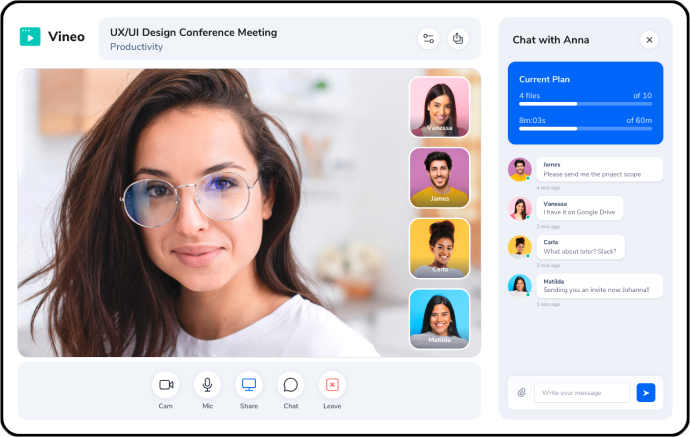 Vineo
UX/UI Design Conference Meeting
Productivity
Vanessa
James
Carla
Matilda
Cam
Mic
Share
Chat
Leave
Chat with Anna
Current Plan
4 files of 10
8m:03s of 60m
James
Please send me the project scope
4 min ago
Vanessa
I have it on Google Drive
3 min ago
Carla
What about later? Slack?
2 min ago
Matilda
Sending you an invite now Johanna!!
1 min ago
Write your message